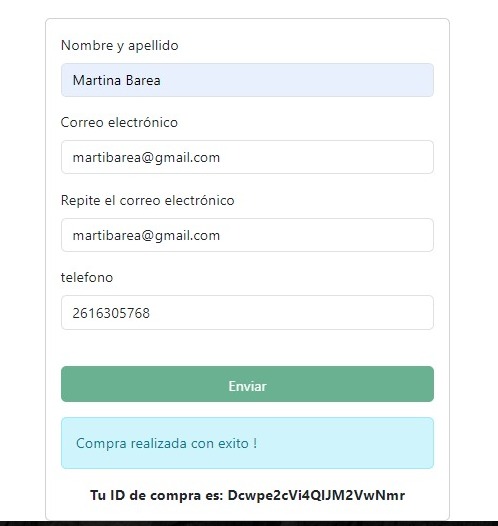 Nombre y apellido
Martina Barea
Correo electrónico
martibarea@gmail.com
Repite el correo electrónico
martibarea@gmail.com
telefono
2616305768
Enviar
Compra realizada con exito !
Tu ID de compra es: Dcwpe2cVi4QlJM2VwNmr